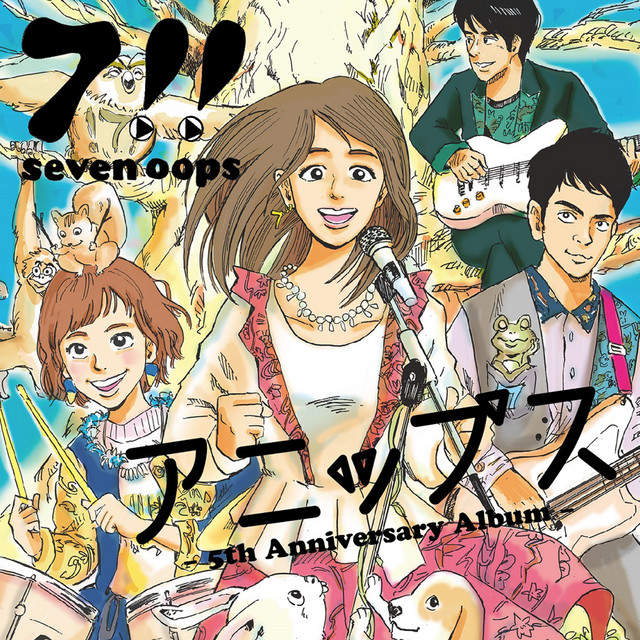 7!!
seven oops
アニップス
- 5th Anniversary Album -